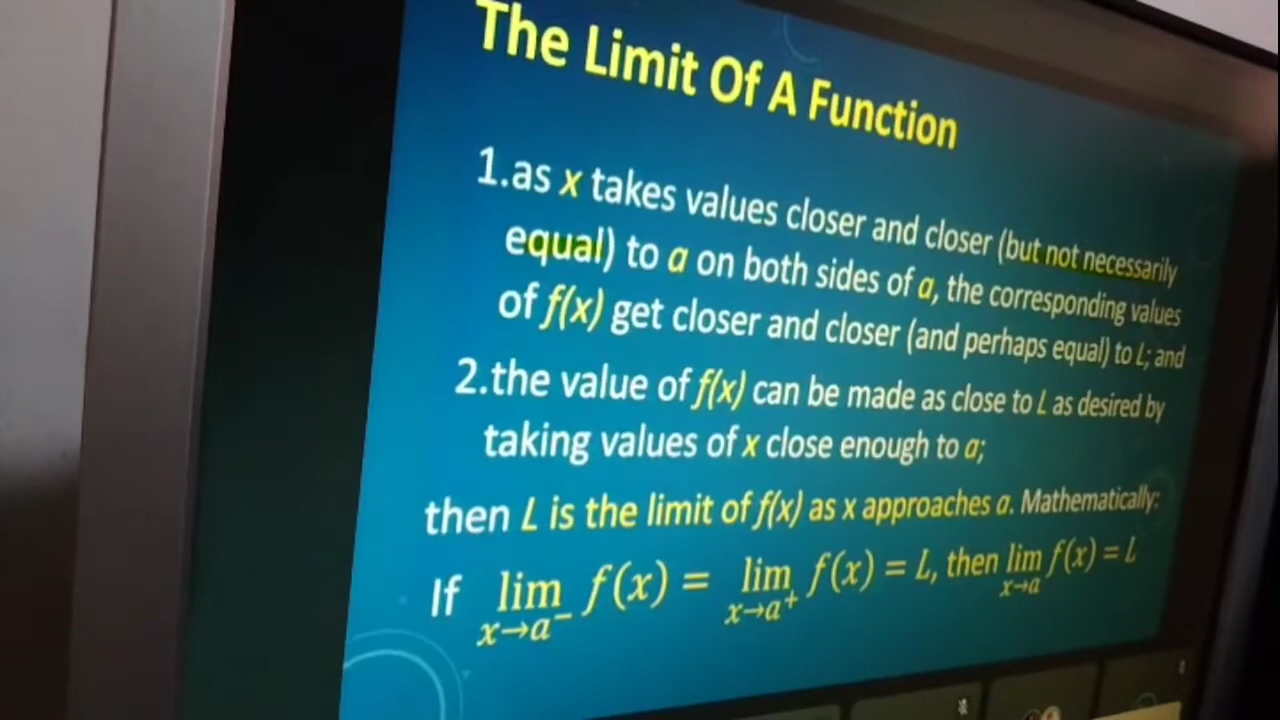 The Limit Of A Function
1.as x takes values closer and closer (but not necessarily
equal) to a on both sides of a, the corresponding values
of f(x) get closer and closer (and perhaps equal) to L; and
2.the value of f(x) can be made as close to L as desired by
taking values of x close enough to a;
then L is the limit of f(x) as x approaches a. Mathematically:
If lim x→a⁻ f(x) = lim x→a⁺ f(x) = L, then lim x→a f(x) = L